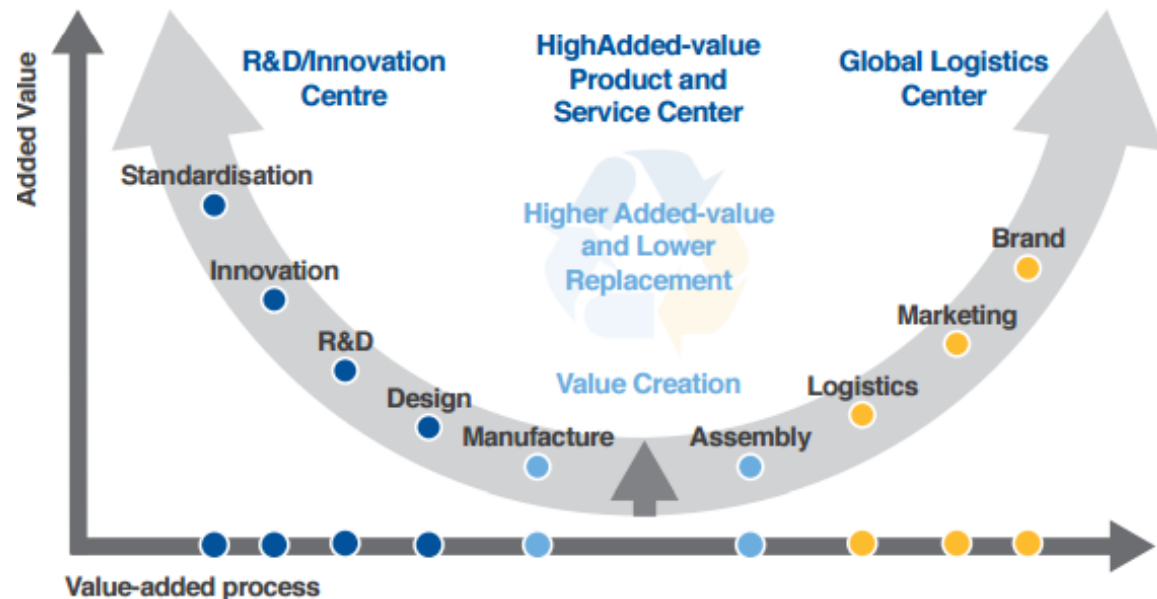 Added Value
R&D/Innovation
Centre
HighAdded-value
Product and
Service Center
Global Logistics
Center
Standardisation
Innovation
R&D
Design
Manufacture
Higher Added-value
and Lower
Replacement
Value Creation
Assembly
Logistics
Marketing
Brand
Value-added process